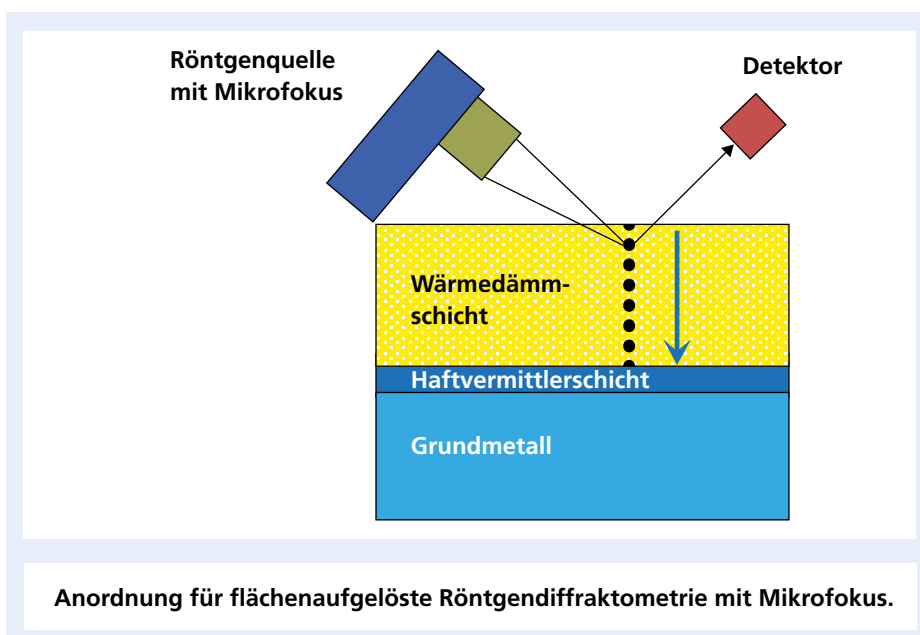 Röntgenquelle
mit Mikrofokus
Detektor
Wärmedämm-
schicht
Haftvermittlerschicht
Grundmetall
Anordnung für flächenaufgelöste Röntgendiffraktometrie mit Mikrofokus.